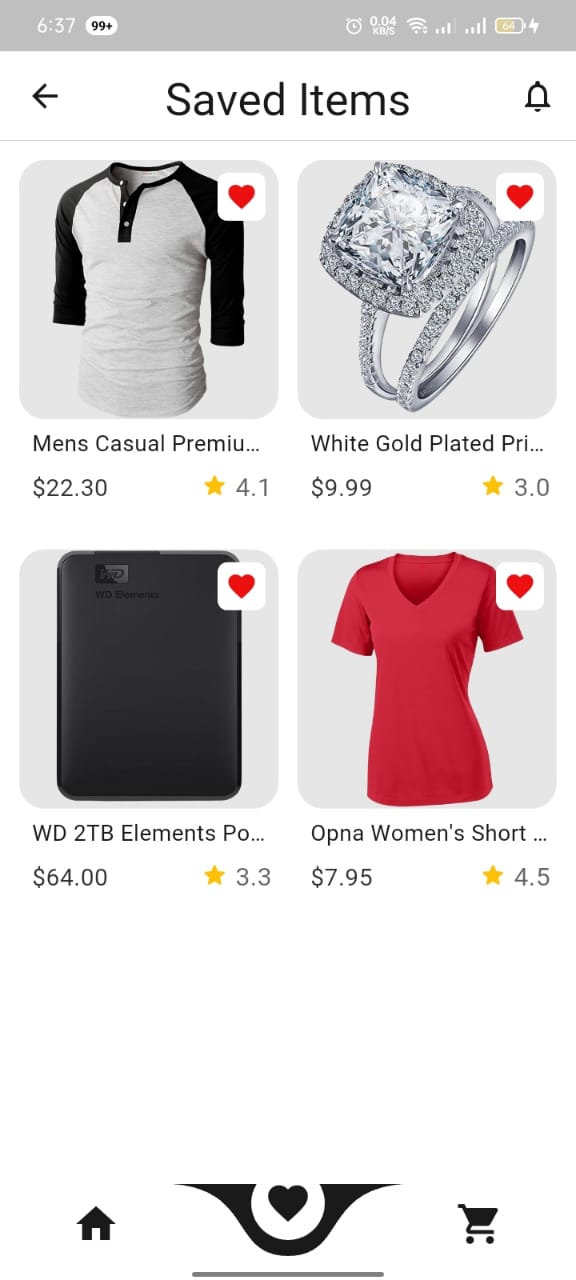 6:37 99+ 0.04 KB/S 64
Saved Items
Mens Casual Premiu... White Gold Plated Pri...
$22.30 4.1 $9.99 3.0
WD
WD Elements
WD 2TB Elements Po... Opna Women's Short ...
$64.00 3.3 $7.95 4.5